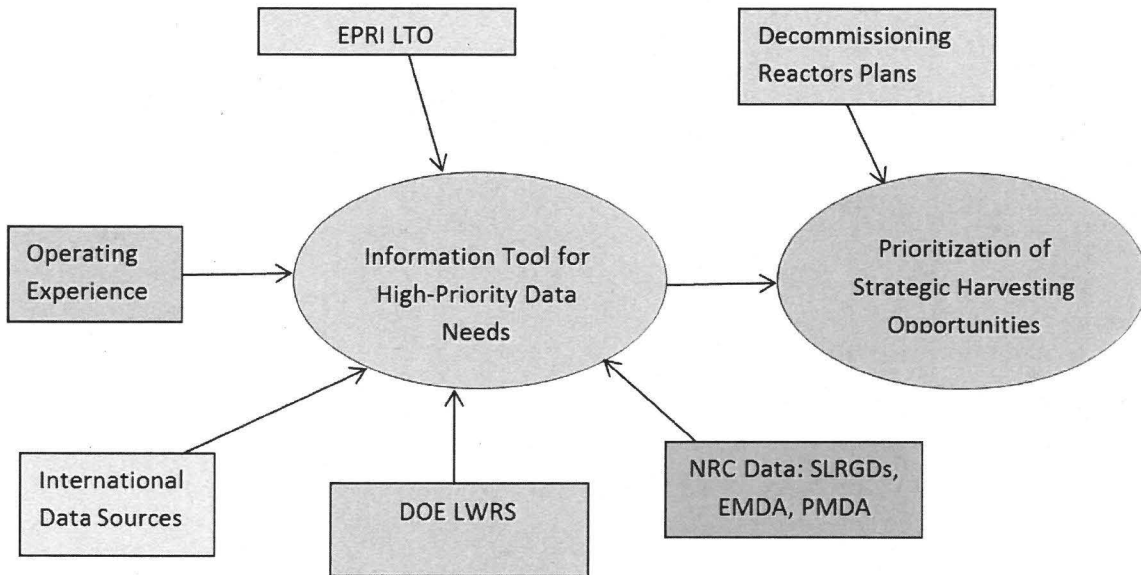 EPRI LTO
Decommissioning
Reactors Plans
Operating
Experience
Information Tool for
High-Priority Data
Needs
Prioritization of
Strategic Harvesting
Opportunities
International
Data Sources
DOE LWRS
NRC Data: SLRGDs,
EMDA, PMDA